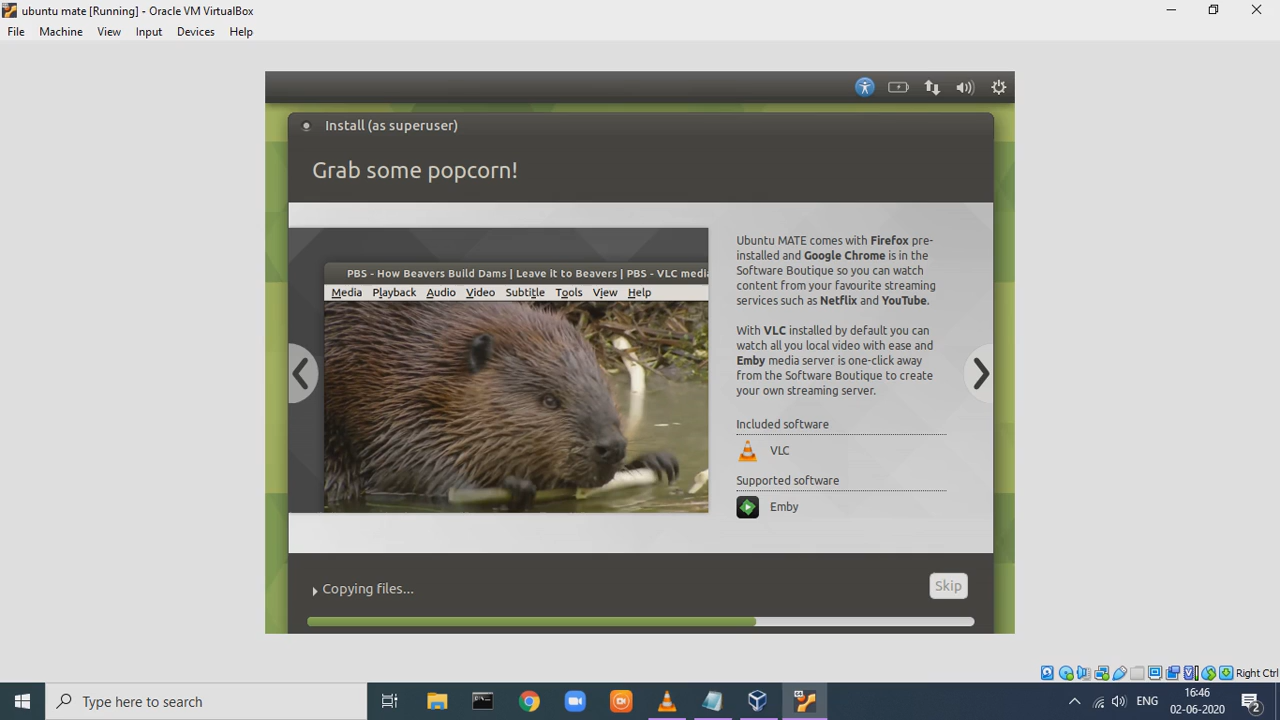 ubuntu mate [Running] - Oracle VM VirtualBox
File Machine View Input Devices Help
Install (as superuser)
Grab some popcorn!
PBS - How Beavers Build Dams | Leave it to Beavers | PBS - VLC media
Media Playback Audio Video Subtitle Tools View Help
Ubuntu MATE comes with Firefox pre-
installed and Google Chrome is in the
Software Boutique so you can watch
content from your favourite streaming
services such as Netflix and YouTube.
With VLC installed by default you can
watch all you local video with ease and
Emby media server is one-click away
from the Software Boutique to create
your own streaming server.
Included software
VLC
Supported software
Emby
Copying files...
Skip
Right Ctrl
Type here to search
ENG
16:46
02-06-2020
2